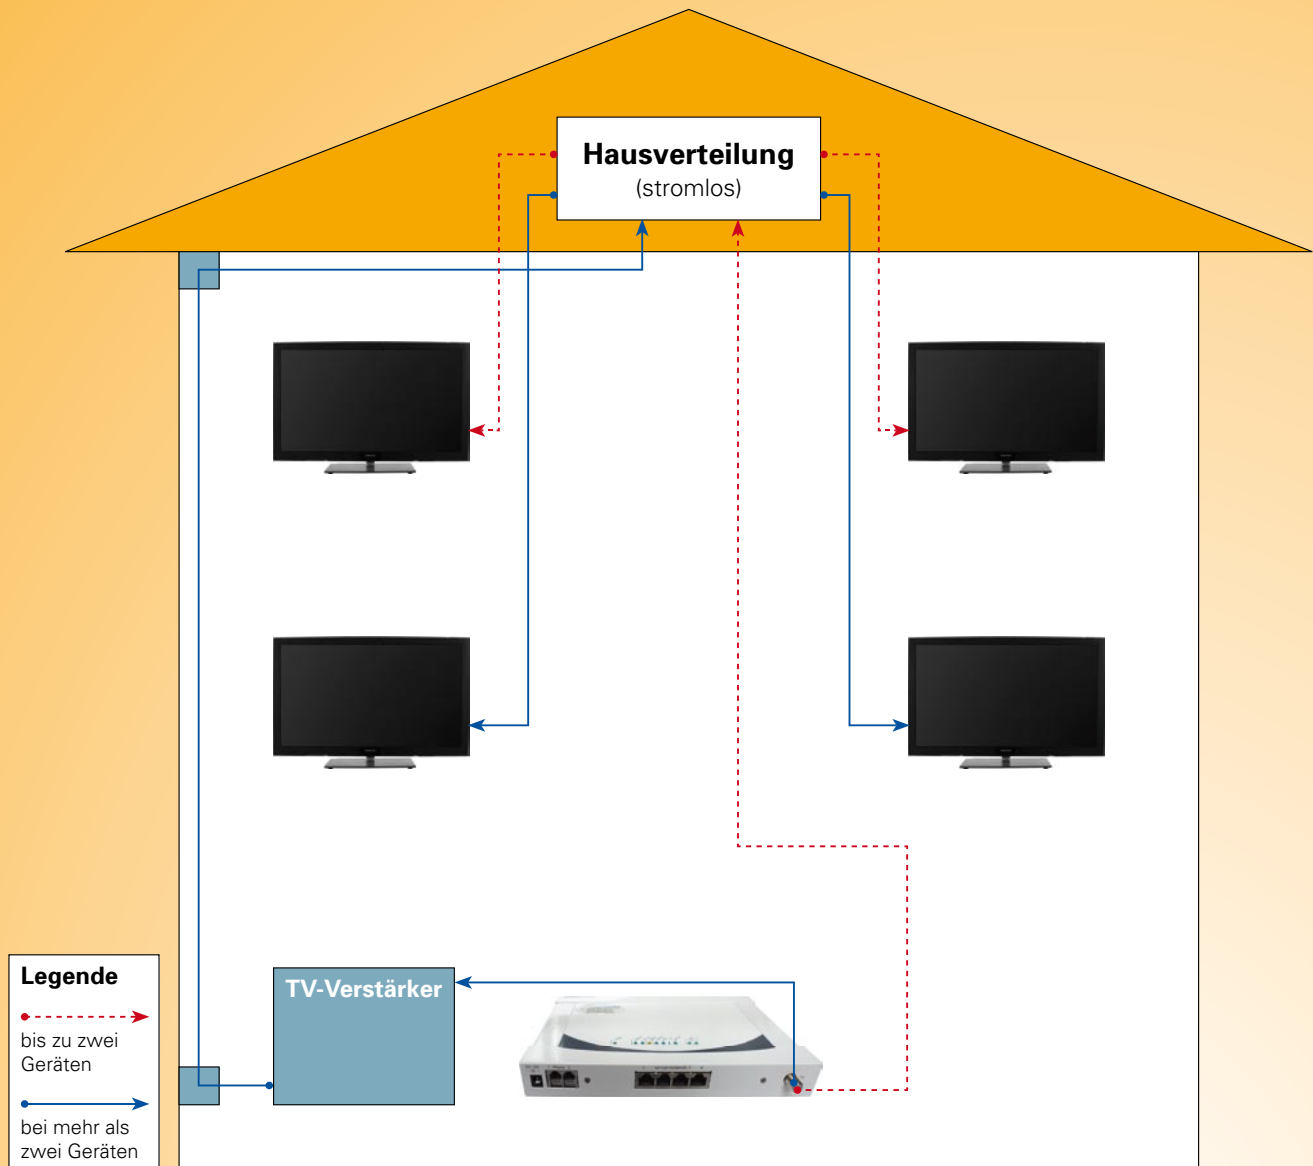 Hausverteilung
(stromlos)
TV-Verstärker
Legende
bis zu zwei
Geräten
bei mehr als
zwei Geräten